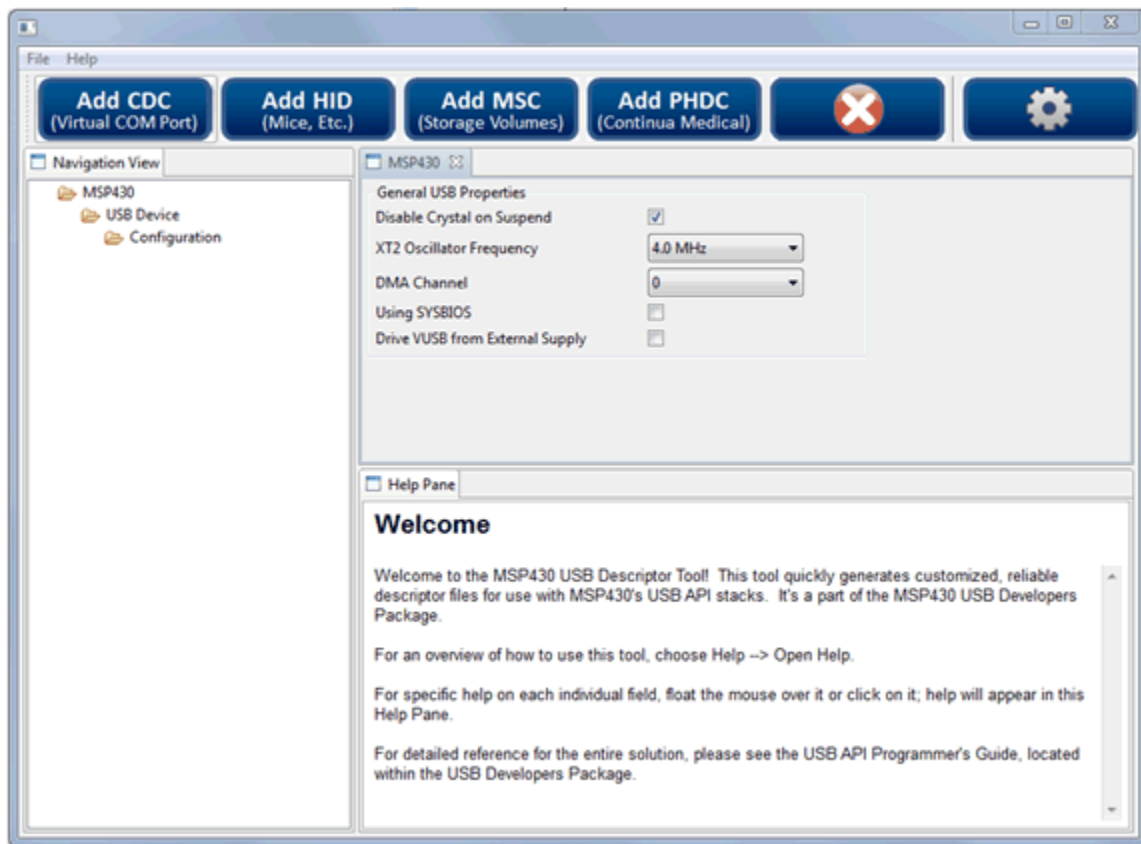 File Help
Add CDC
(Virtual COM Port)
Add HID
(Mice, Etc.)
Add MSC
(Storage Volumes)
Add PHDC
(Continua Medical)
Navigation View
MSP430
USB Device
Configuration
MSP430
General USB Properties
Disable Crystal on Suspend
XT2 Oscillator Frequency 4.0 MHz
DMA Channel 0
Using SYSBIOS
Drive VUSB from External Supply
Help Pane
Welcome
Welcome to the MSP430 USB Descriptor Tool! This tool quickly generates customized, reliable
descriptor files for use with MSP430's USB API stacks. It's a part of the MSP430 USB Developers
Package.
For an overview of how to use this tool, choose Help --> Open Help.
For specific help on each individual field, float the mouse over it or click on it; help will appear in this
Help Pane.
For detailed reference for the entire solution, please see the USB API Programmer's Guide, located
within the USB Developers Package.